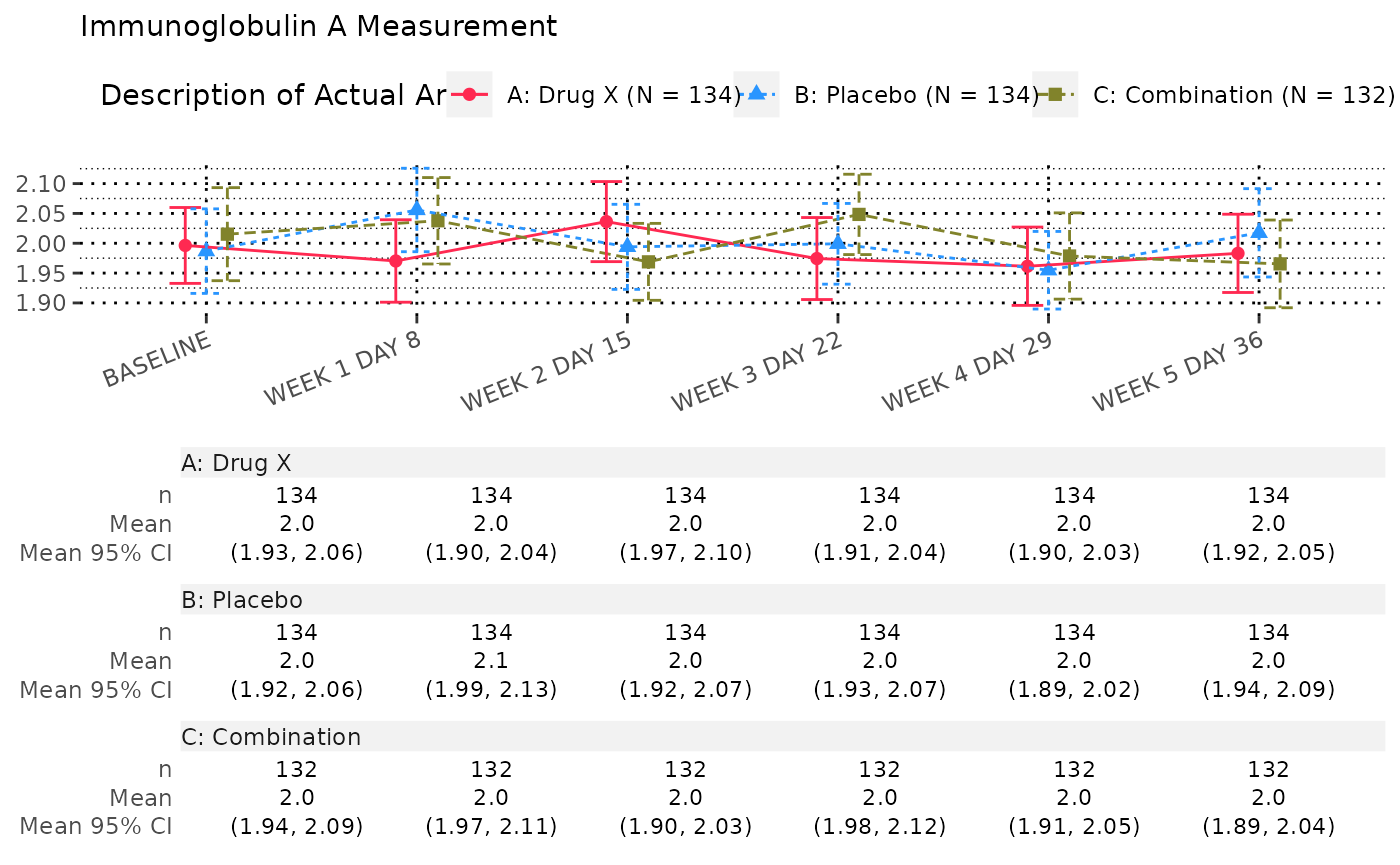 Immunoglobulin A Measurement
Description of Actual Ar A: Drug X (N = 134) B: Placebo (N = 134) C: Combination (N = 132)
2.10
2.05
2.00
1.95
1.90
BASELINE WEEK 1 DAY 8 WEEK 2 DAY 15 WEEK 3 DAY 22 WEEK 4 DAY 29 WEEK 5 DAY 36
A: Drug X
n 134 134 134 134 134 134
Mean 2.0 2.0 2.0 2.0 2.0 2.0
Mean 95% CI (1.93, 2.06) (1.90, 2.04) (1.97, 2.10) (1.91, 2.04) (1.90, 2.03) (1.92, 2.05)
B: Placebo
n 134 134 134 134 134 134
Mean 2.0 2.1 2.0 2.0 2.0 2.0
Mean 95% CI (1.92, 2.06) (1.99, 2.13) (1.92, 2.07) (1.93, 2.07) (1.89, 2.02) (1.94, 2.09)
C: Combination
n 132 132 132 132 132 132
Mean 2.0 2.0 2.0 2.0 2.0 2.0
Mean 95% CI (1.94, 2.09) (1.97, 2.11) (1.90, 2.03) (1.98, 2.12) (1.91, 2.05) (1.89, 2.04)